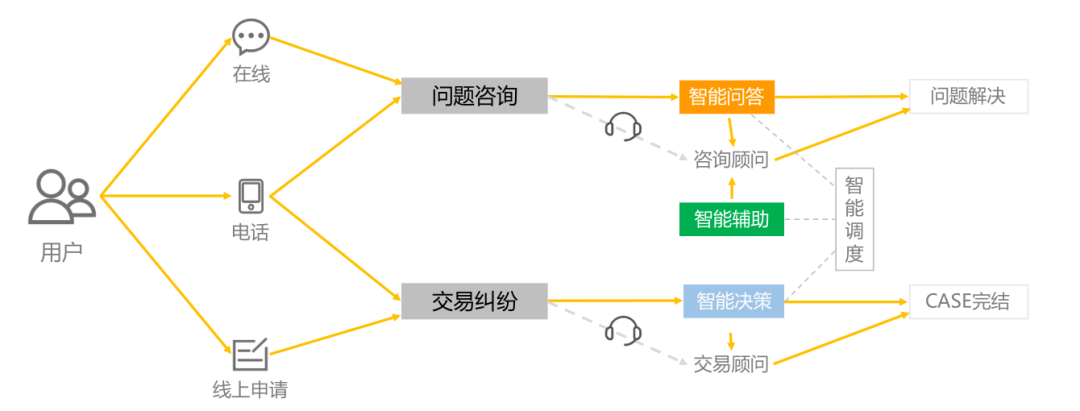 在线
问题咨询
智能问答
问题解决
咨询顾问
用户
电话
智能辅助
智能调度
交易纠纷
智能决策
CASE完结
交易顾问
线上申请